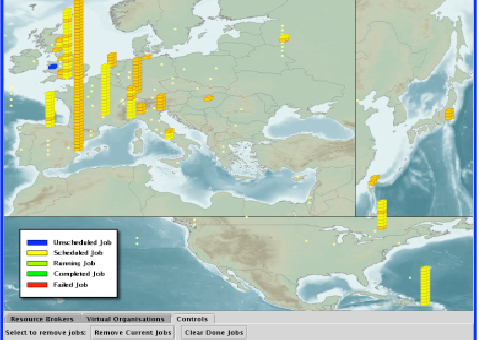 Unscheduled Job
Scheduled Job
Running Job
Completed Job
Failed Job
Resource Brokers Virtual Organisations Controls
Select to remove jobs: Remove Current Jobs Clear Done Jobs